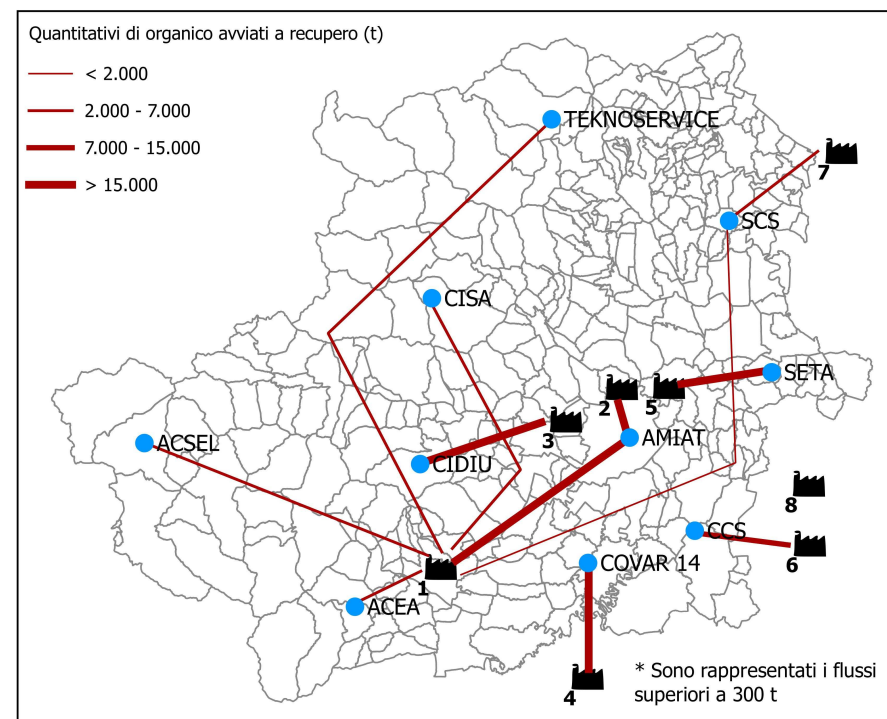 Quantitativi di organico avviati a recupero (t)
< 2.000
2.000 - 7.000
7.000 - 15.000
> 15.000
TEKNOSERVICE
7
SCS
CISA
SETA
2
5
3
AMIAT
ACSEL
CIDIU
8
CCS
6
COVAR 14
1
ACEA
4
* Sono rappresentati i flussi
superiori a 300 t